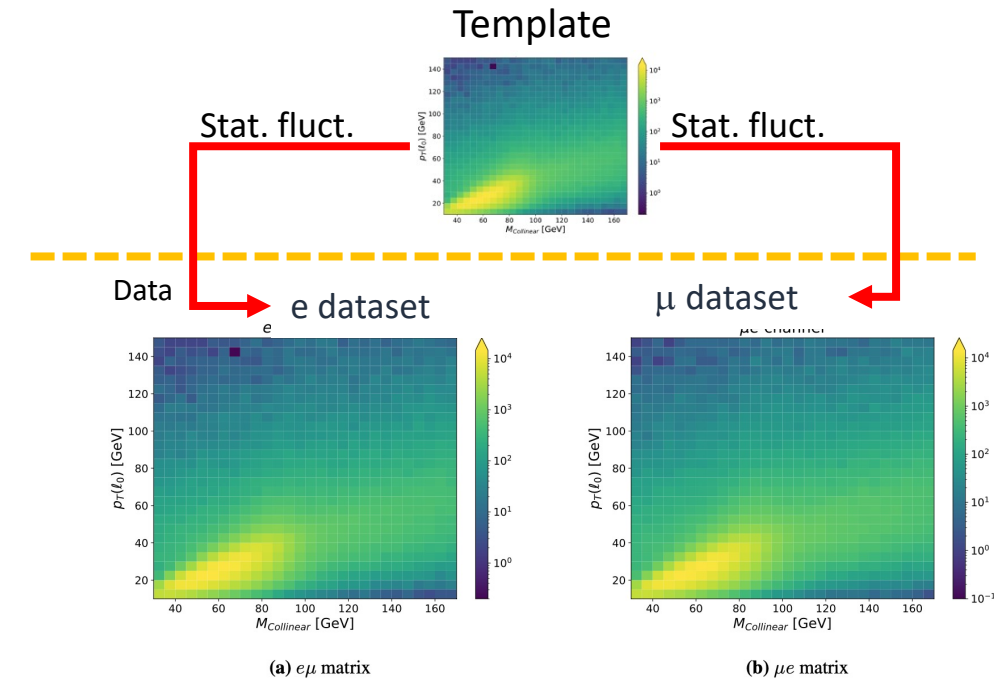 Template
140
120
100
80
60
40
20
40 60 80 100 120 140 160
p_T(ℓ_0) [GeV]
M_Collinear [GeV]
10^4
10^3
10^2
10^1
10^0
Stat. fluct.
Stat. fluct.
Data
e dataset
μ dataset
e
μe channel
140
120
100
80
60
40
20
40 60 80 100 120 140 160
p_T(ℓ_0) [GeV]
M_Collinear [GeV]
10^4
10^3
10^2
10^1
10^0
140
120
100
80
60
40
20
40 60 80 100 120 140 160
p_T(ℓ_0) [GeV]
M_Collinear [GeV]
10^4
10^3
10^2
10^1
10^0
10^−1
(a) eμ matrix
(b) μe matrix